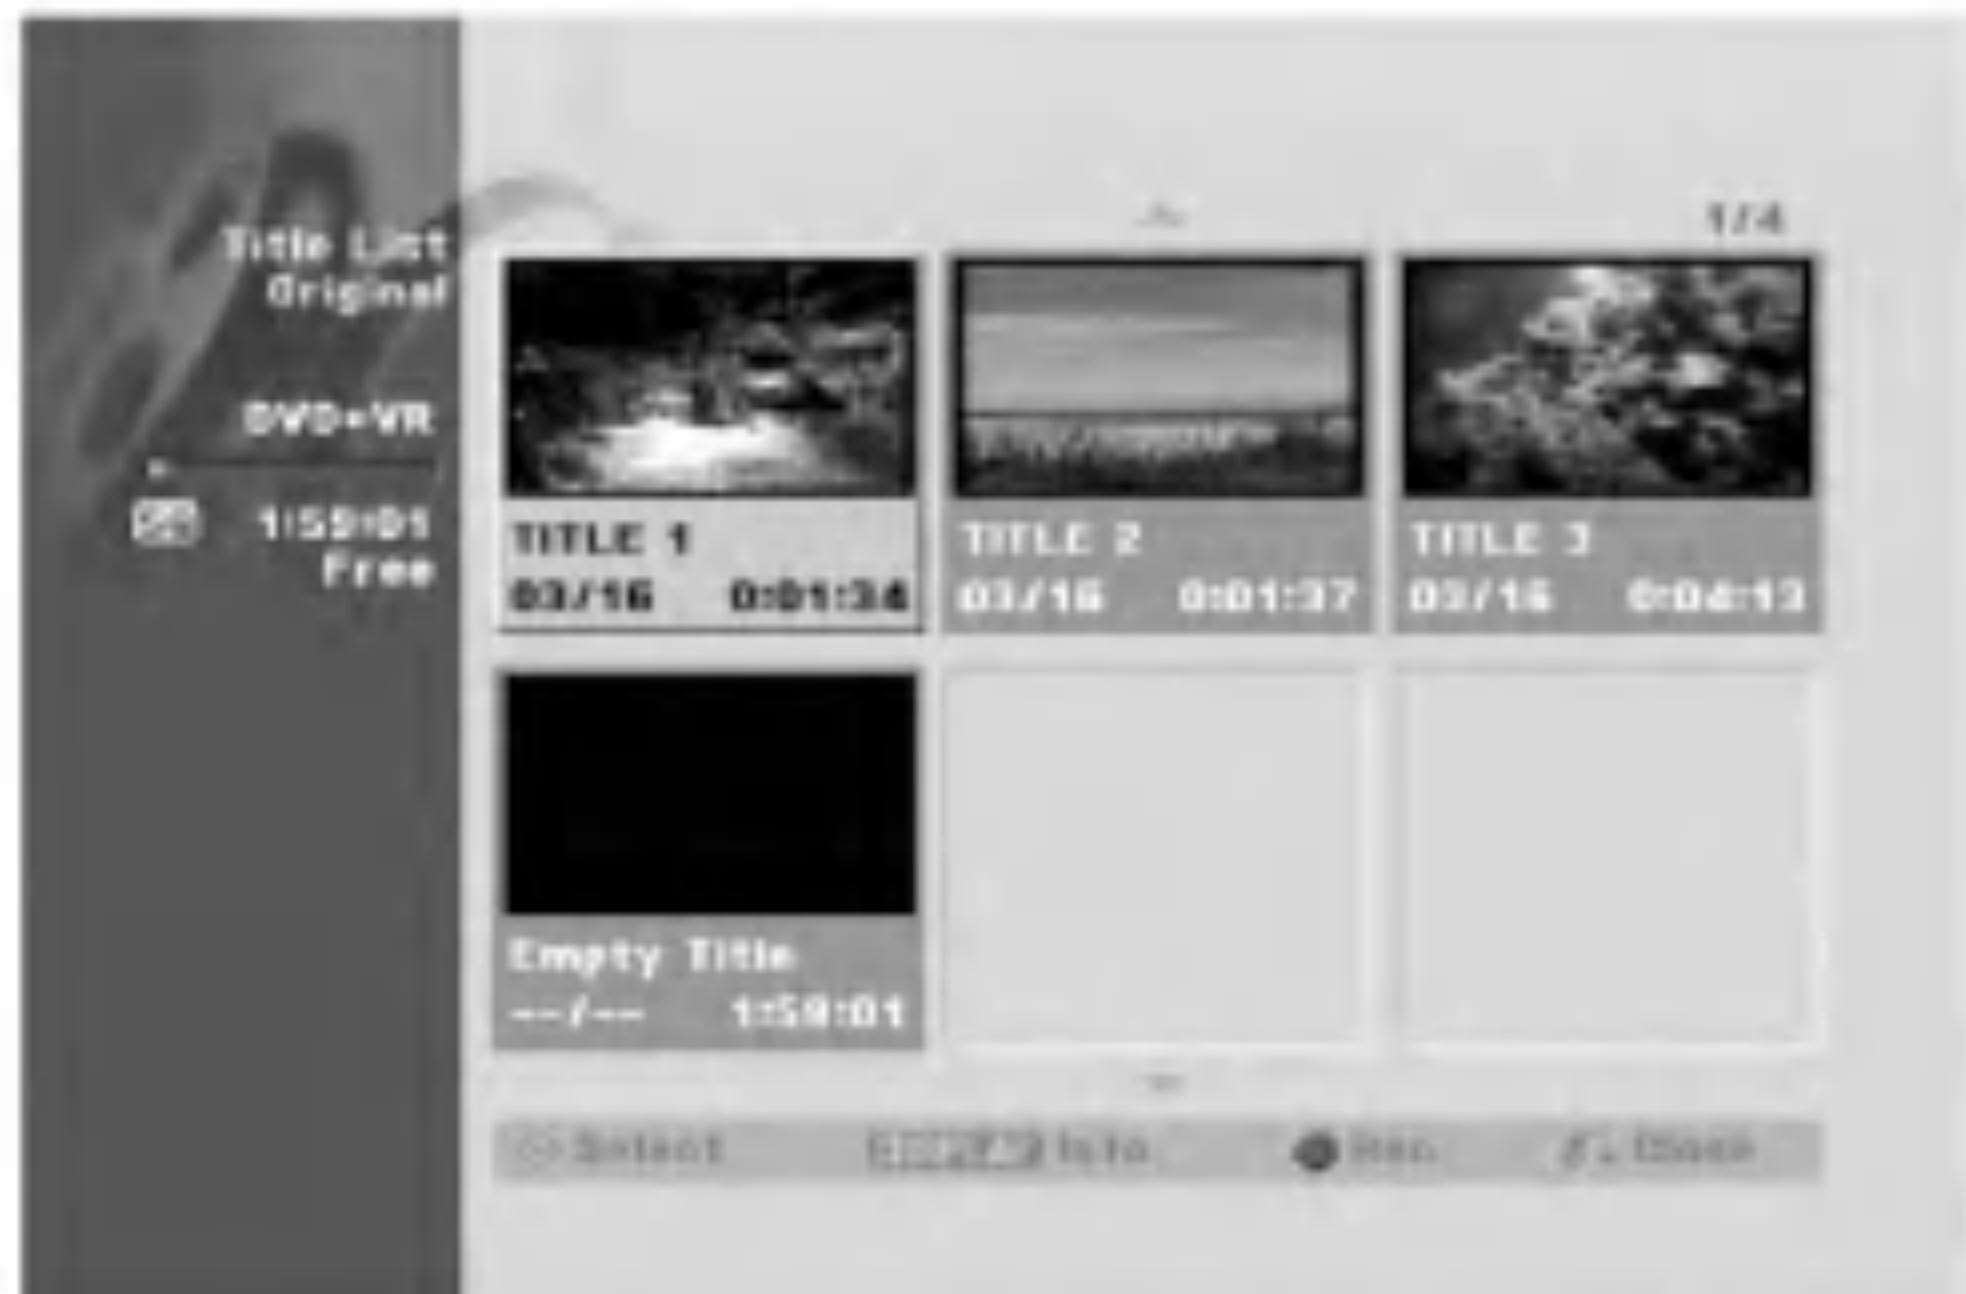 Title List
Original
DVD+VR
1:59:01
Free
1/4
TITLE 1
03/16 0:01:34
TITLE 2
03/16 0:01:37
TITLE 3
03/16 0:04:13
Empty Title
--/-- 1:59:01
Select Info Rec. Close